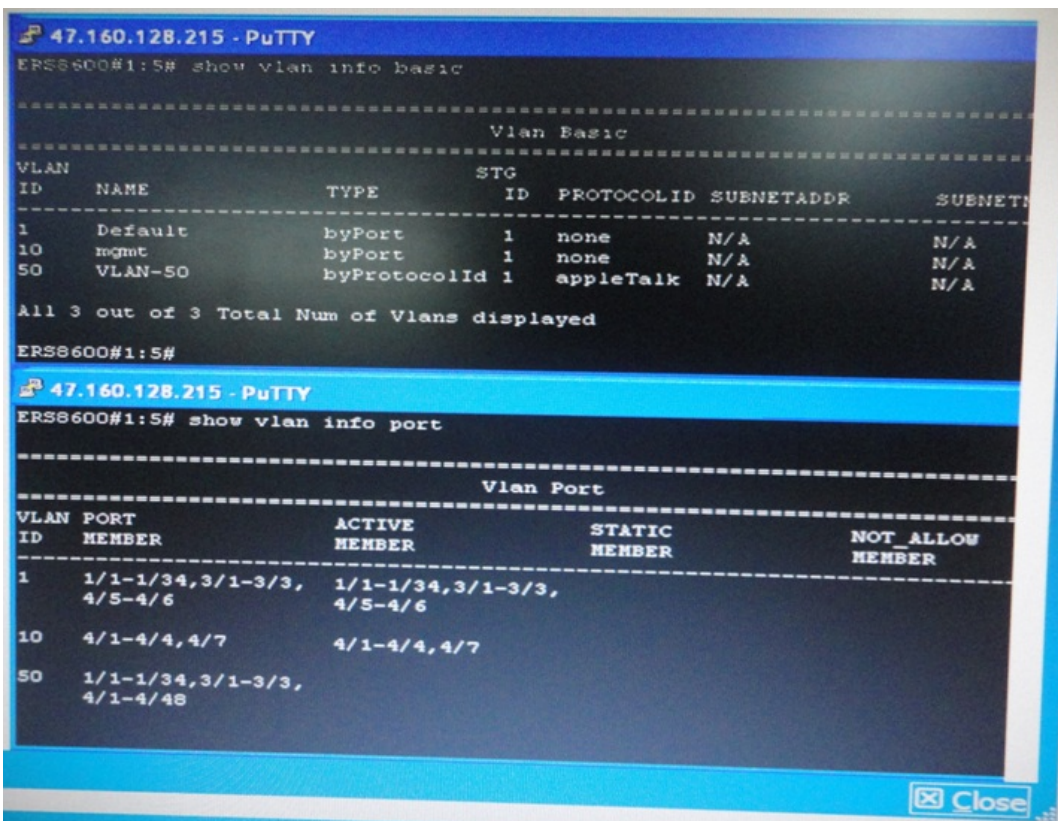 47.160.128.215 - PuTTY
ERS8600#1:5# show vlan info basic
================================================================================
Vlan Basic
================================================================================
VLAN STG
ID NAME TYPE ID PROTOCOLID SUBNETADDR SUBNETN
--------------------------------------------------------------------------------
1 Default byPort 1 none N/A N/A
10 mgmt byPort 1 none N/A N/A
50 VLAN-50 byProtocolId 1 appleTalk N/A N/A
All 3 out of 3 Total Num of Vlans displayed
ERS8600#1:5#
47.160.128.215 - PuTTY
ERS8600#1:5# show vlan info port
================================================================================
Vlan Port
================================================================================
VLAN PORT ACTIVE STATIC NOT_ALLOW
ID MEMBER MEMBER MEMBER MEMBER
--------------------------------------------------------------------------------
1 1/1-1/34,3/1-3/3, 1/1-1/34,3/1-3/3,
4/5-4/6 4/5-4/6
10 4/1-4/4,4/7 4/1-4/4,4/7
50 1/1-1/34,3/1-3/3,
4/1-4/48
Close